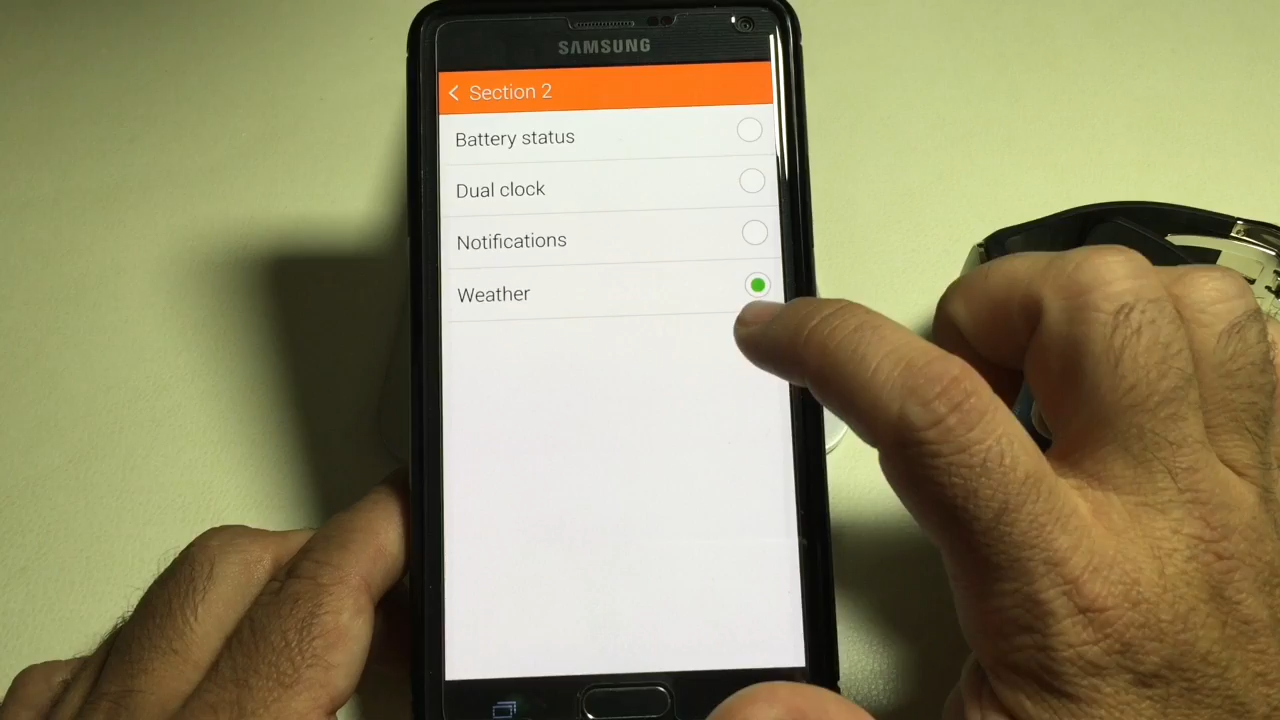 SAMSUNG
Section 2
Battery status
Dual clock
Notifications
Weather